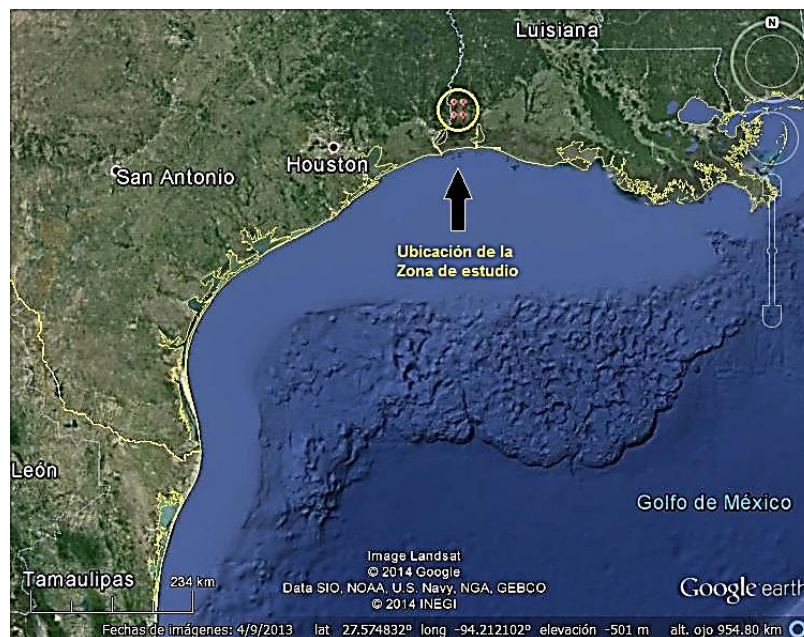 Luisiana
N
Houston
San Antonio
Ubicación de la
Zona de estudio
León
Golfo de México
Tamaulipas
234 km
Image Landsat
© 2014 Google
Data SIO, NOAA, U.S. Navy, NGA, GEBCO
© 2014 INEGI
Google earth
Fechas de imágenes: 4/9/2013 lat 27.574832° long -94.212102° elevación -501 m alt. ojo 954.80 km